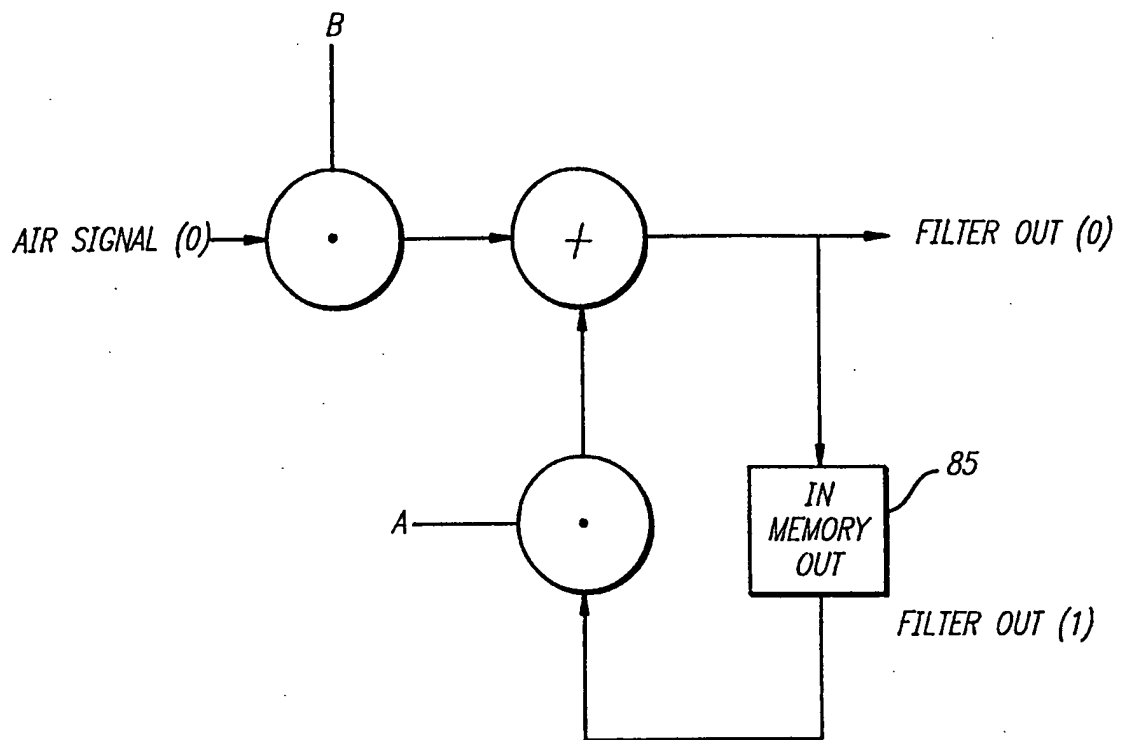 B
AIR SIGNAL (0)
•
+
FILTER OUT (0)
85
IN
MEMORY
OUT
A
•
FILTER OUT (1)